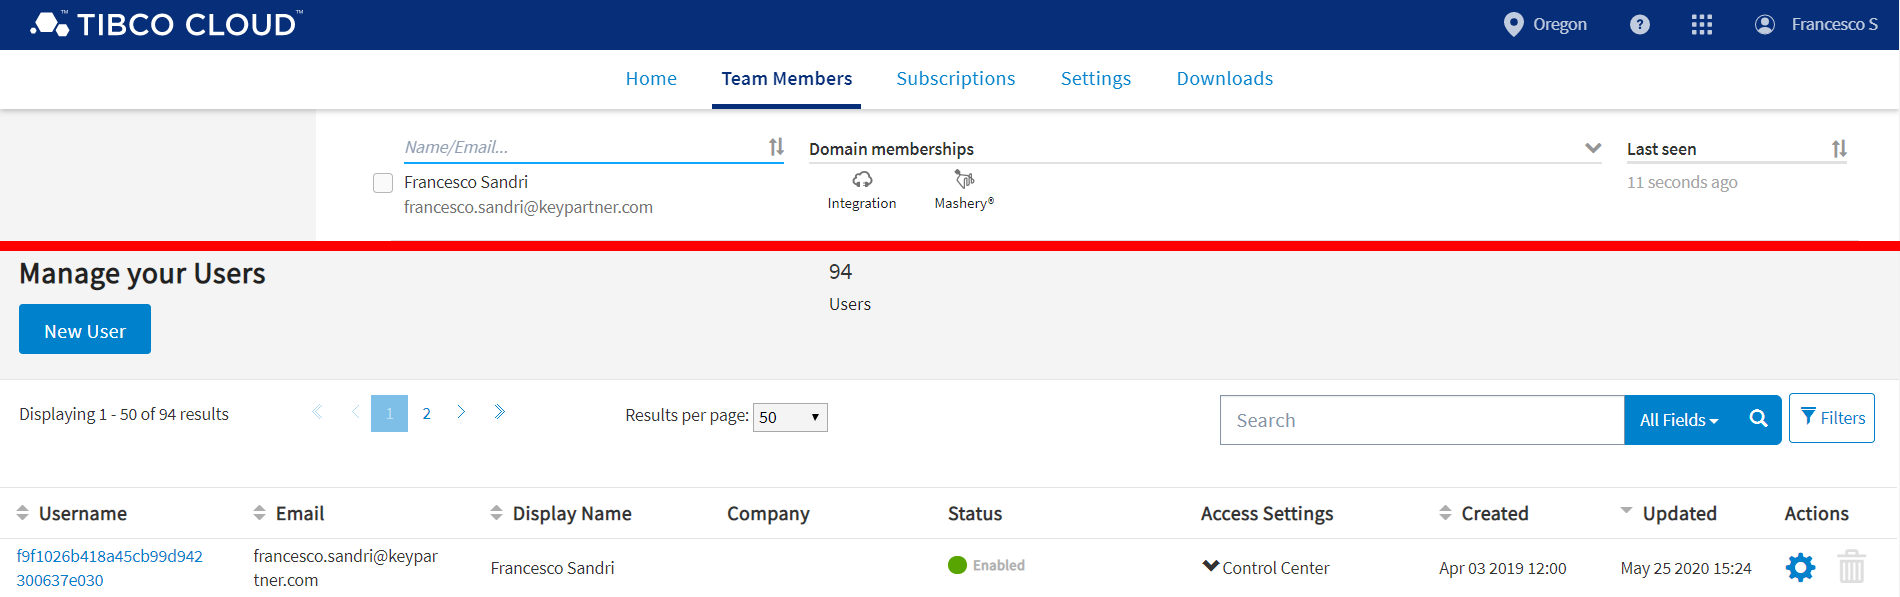 TIBCO CLOUD™
Oregon
?
Francesco S
Home
Team Members
Subscriptions
Settings
Downloads
Name/Email...
Domain memberships
Last seen
Francesco Sandri
francesco.sandri@keypartner.com
Integration
Mashery®
11 seconds ago
Manage your Users
94
Users
New User
Displaying 1 - 50 of 94 results
1
2
Results per page: 50
Search
All Fields
Filters
Username
Email
Display Name
Company
Status
Access Settings
Created
Updated
Actions
f9f1026b418a45cb99d942
300637e030
francesco.sandri@keypar
tner.com
Francesco Sandri
Enabled
Control Center
Apr 03 2019 12:00
May 25 2020 15:24